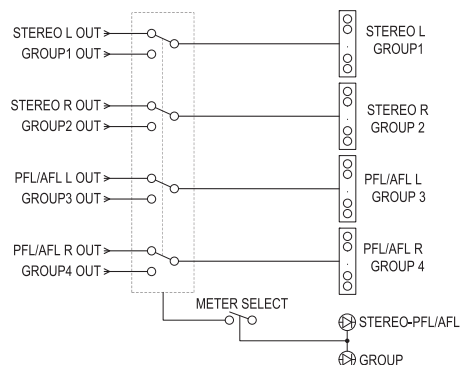 STEREO L OUT
GROUP1 OUT
STEREO L
GROUP1
STEREO R OUT
GROUP2 OUT
STEREO R
GROUP 2
PFL/AFL L OUT
GROUP3 OUT
PFL/AFL L
GROUP 3
PFL/AFL R OUT
GROUP4 OUT
PFL/AFL R
GROUP 4
METER SELECT
STEREO-PFL/AFL
GROUP